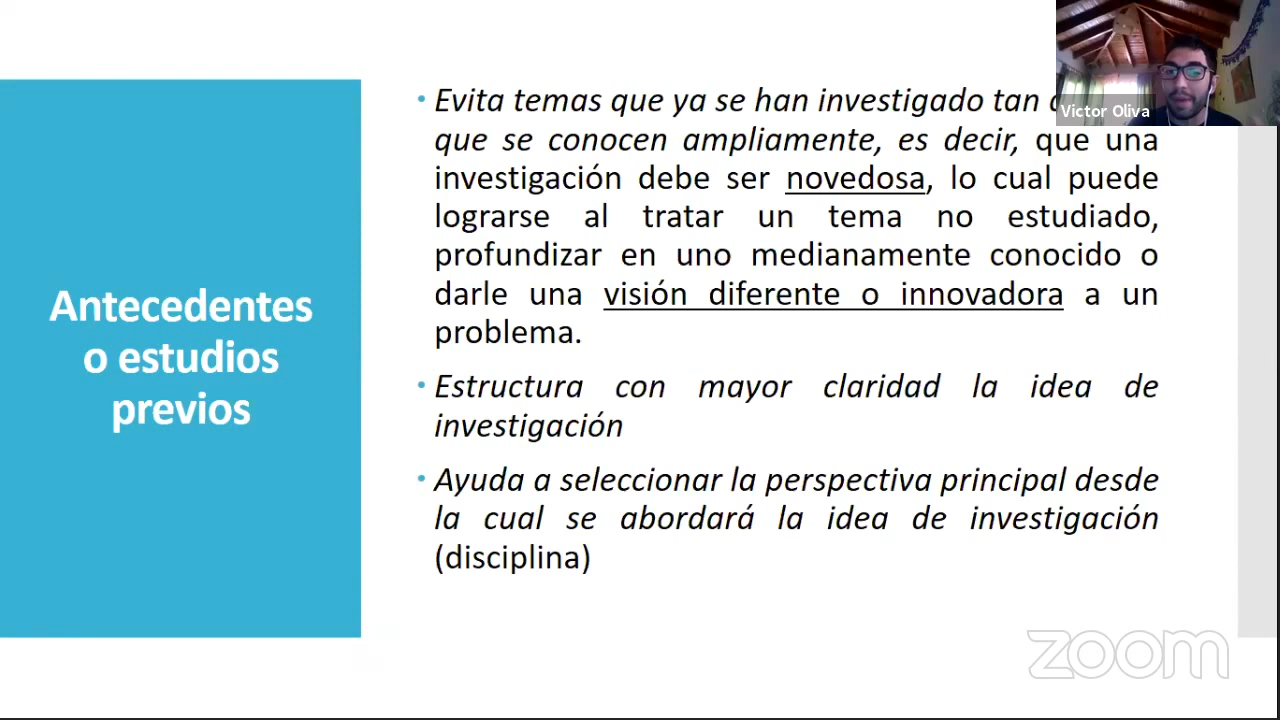 Antecedentes
o estudios
previos
• Evita temas que ya se han investigado tan
que se conocen ampliamente, es decir, que una
investigación debe ser novedosa, lo cual puede
lograrse al tratar un tema no estudiado,
profundizar en uno medianamente conocido o
darle una visión diferente o innovadora a un
problema.
• Estructura con mayor claridad la idea de
investigación
• Ayuda a seleccionar la perspectiva principal desde
la cual se abordará la idea de investigación
(disciplina)
Victor Oliva
zoom